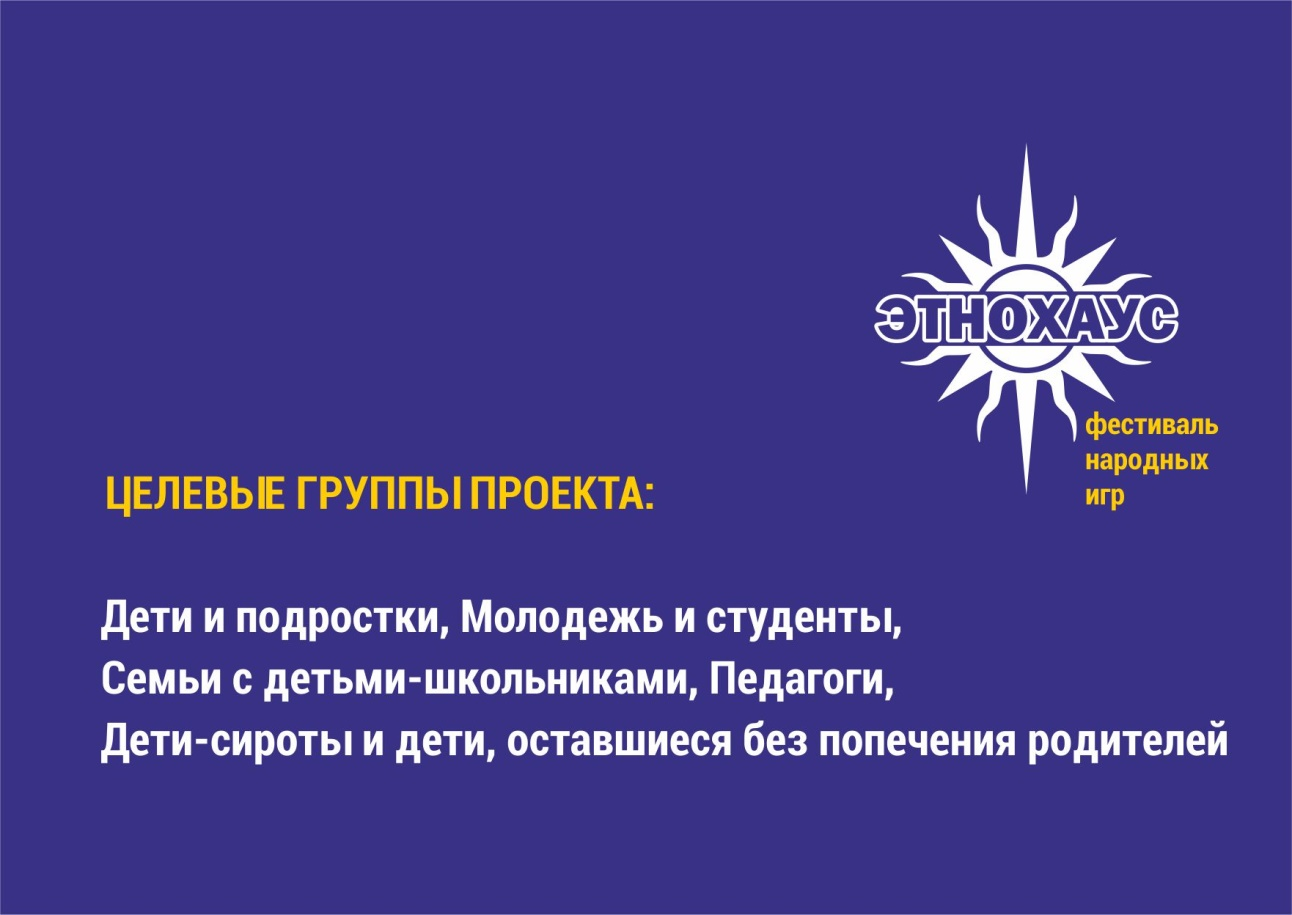 ЭТНОХАУС
фестиваль
народных
игр
ЦЕЛЕВЫЕ ГРУППЫ ПРОЕКТА:
Дети и подростки, Молодежь и студенты,
Семьи с детьми-школьниками, Педагоги,
Дети-сироты и дети, оставшиеся без попечения родителей